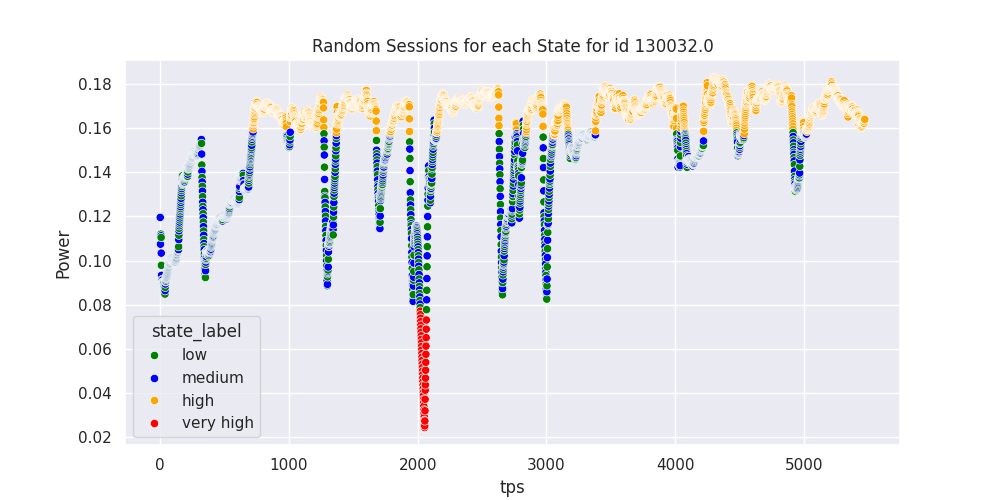 Random Sessions for each State for id 130032.0
0.18
0.16
0.14
0.12
0.10
0.08
0.06
0.04
0.02
Power
state_label
low
medium
high
very high
0 1000 2000 3000 4000 5000
tps